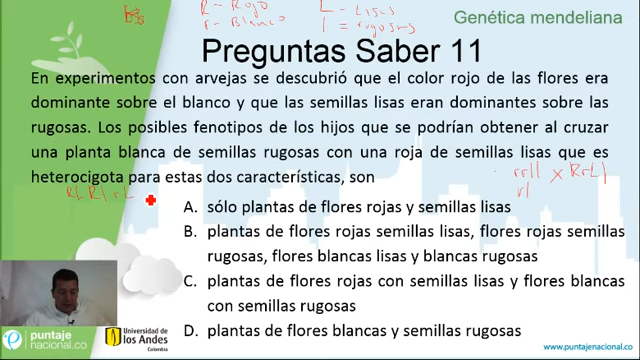 R - Rojo
L - Lisas
Genética mendeliana
r - Blanco
l = rugosas
Preguntas Saber 11
En experimentos con arvejas se descubrió que el color rojo de las flores era
dominante sobre el blanco y que las semillas lisas eran dominantes sobre las
rugosas. Los posibles fenotipos de los hijos que se podrían obtener al cruzar
una planta blanca de semillas rugosas con una roja de semillas lisas que es
heterocigota para estas dos características, son
rrll x RrLl
rl
RL Rl rL
A. sólo plantas de flores rojas y semillas lisas
B. plantas de flores rojas semillas lisas, flores rojas semillas
rugosas, flores blancas lisas y blancas rugosas
C. plantas de flores rojas con semillas lisas y flores blancas
con semillas rugosas
D. plantas de flores blancas y semillas rugosas
puntaje
nacional.co
Universidad de
los Andes
Colombia
www.puntajenacional.co